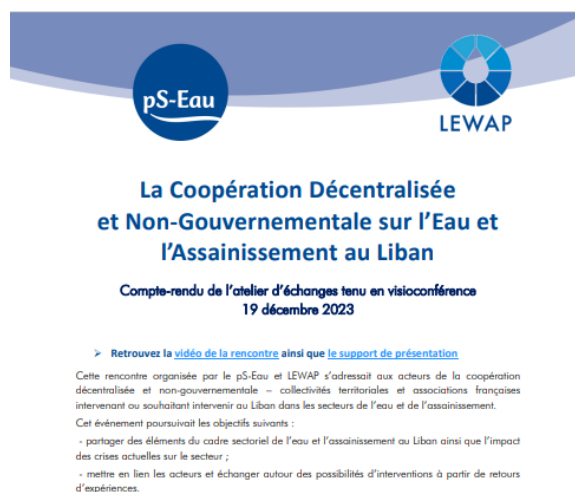 pS-Eau
LEWAP
La Coopération Décentralisée
et Non-Gouvernementale sur l'Eau et
l'Assainissement au Liban
Compte-rendu de l'atelier d'échanges tenu en visioconférence
19 décembre 2023
➢ Retrouvez la vidéo de la rencontre ainsi que le support de présentation
Cette rencontre organisée par le pS-Eau et LEWAP s'adressait aux acteurs de la coopération
décentralisée et non-gouvernementale – collectivités territoriales et associations françaises
intervenant ou souhaitant intervenir au Liban dans les secteurs de l'eau et de l'assainissement.
Cet événement poursuivait les objectifs suivants :
- partager des éléments du cadre sectoriel de l'eau et l'assainissement au Liban ainsi que l'impact
des crises actuelles sur le secteur ;
- mettre en lien les acteurs et échanger autour des possibilités d'interventions à partir de retours
d'expériences.